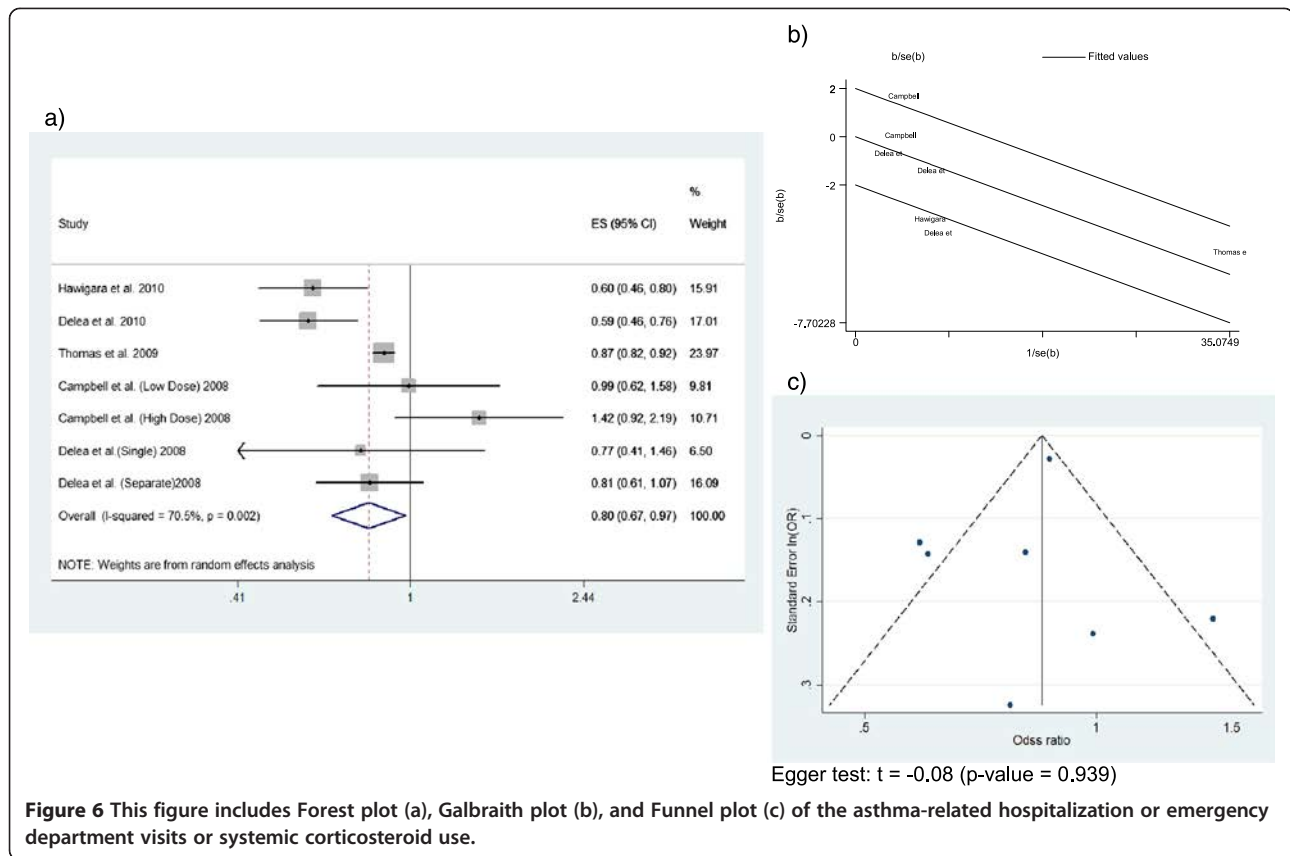 a)
%
Study ES (95% CI) Weight
Hawigara et al. 2010 0.60 (0.46, 0.80) 15.91
Delea et al. 2010 0.59 (0.46, 0.76) 17.01
Thomas et al. 2009 0.87 (0.82, 0.92) 23.97
Campbell et al. (Low Dose) 2008 0.99 (0.62, 1.58) 9.81
Campbell et al. (High Dose) 2008 1.42 (0.92, 2.19) 10.71
Delea et al.(Single) 2008 0.77 (0.41, 1.46) 6.50
Delea et al. (Separate)2008 0.81 (0.61, 1.07) 16.09
Overall (I-squared = 70.5%, p = 0.002) 0.80 (0.67, 0.97) 100.00
NOTE: Weights are from random effects analysis
.41 1 2.44
b)
b/se(b) Fitted values
2
0
-2
-7.70228
b/se(b)
Campbell
Campbell
Delea et
Delea et
Hawigara
Delea et
Thomas e
0 35.0749
1/se(b)
c)
0
.1
.2
.3
Standard Error ln(OR)
.5 1 1.5
Odss ratio
Egger test: t = -0.08 (p-value = 0.939)
Figure 6 This figure includes Forest plot (a), Galbraith plot (b), and Funnel plot (c) of the asthma-related hospitalization or emergency
department visits or systemic corticosteroid use.